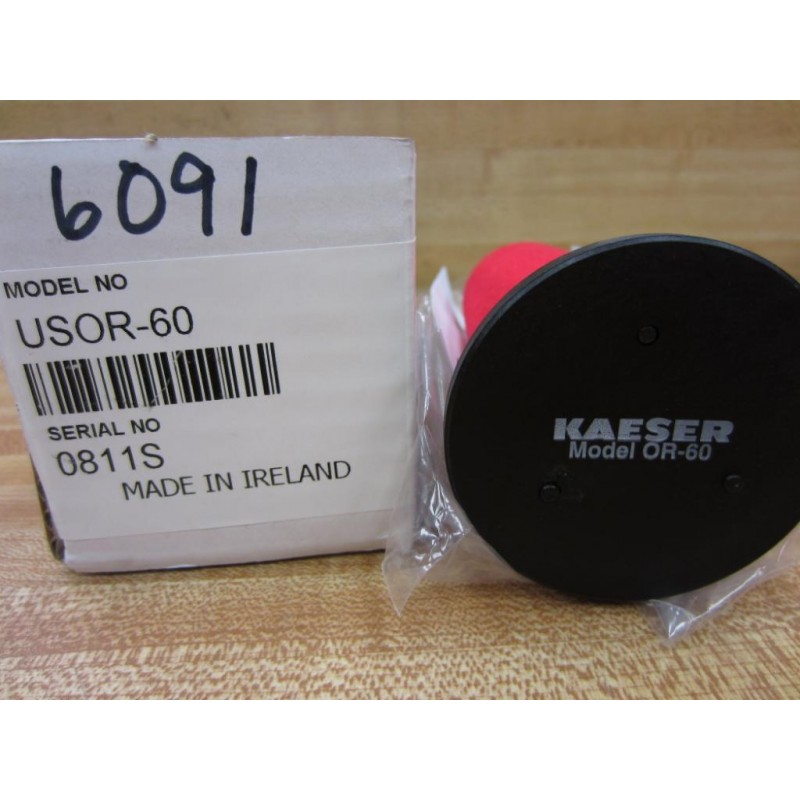 6091
MODEL NO
USOR-60
SERIAL NO
0811S
MADE IN IRELAND
KAESER
Model OR-60